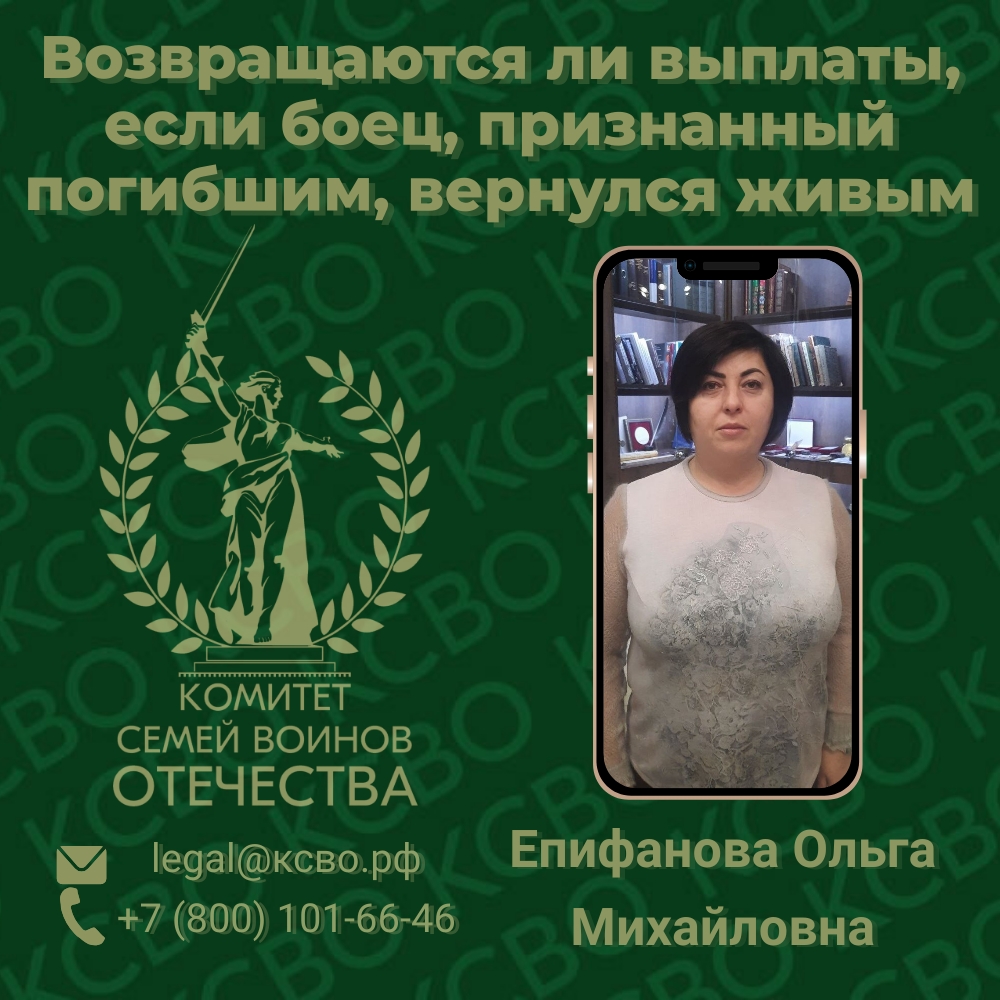 Возвращаются ли выплаты,
если боец, признанный
погибшим, вернулся живым
КОМИТЕТ
СЕМЕЙ ВОИНОВ
ОТЕЧЕСТВА
legal@ксво.рф
+7 (800) 101-66-46
Епифанова Ольга
Михайловна
КСВО